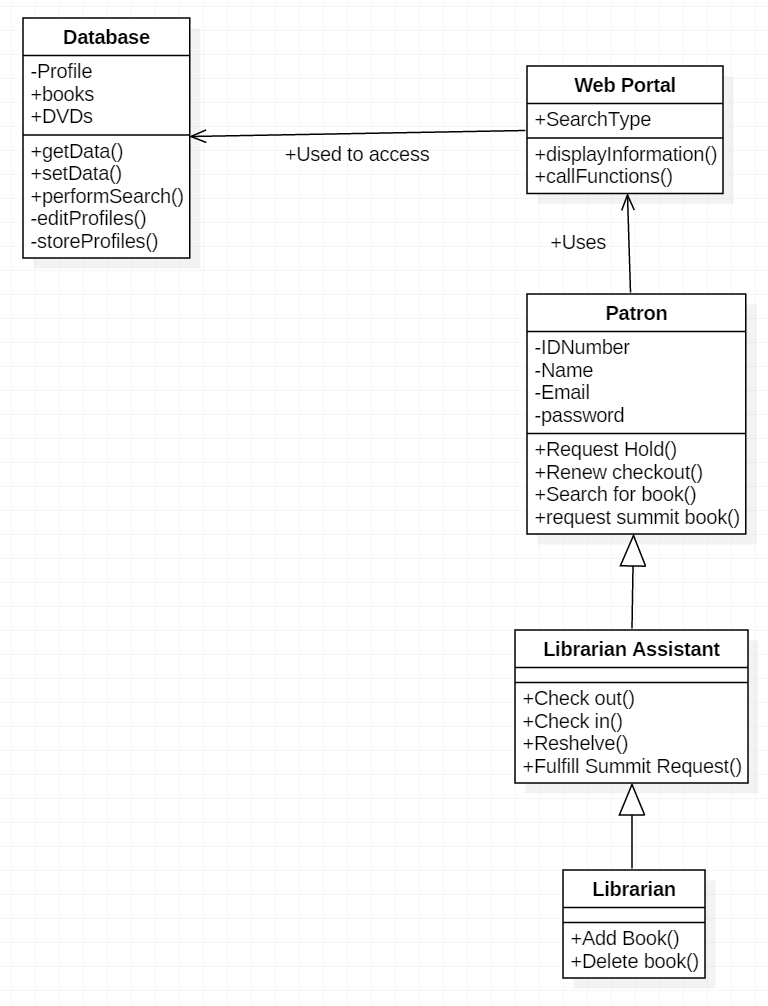 Database
-Profile
+books
+DVDs
+getData()
+setData()
+performSearch()
-editProfiles()
-storeProfiles()
+Used to access
Web Portal
+SearchType
+displayInformation()
+callFunctions()
+Uses
Patron
-IDNumber
-Name
-Email
-password
+Request Hold()
+Renew checkout()
+Search for book()
+request summit book()
Librarian Assistant
+Check out()
+Check in()
+Reshelve()
+Fulfill Summit Request()
Librarian
+Add Book()
+Delete book()